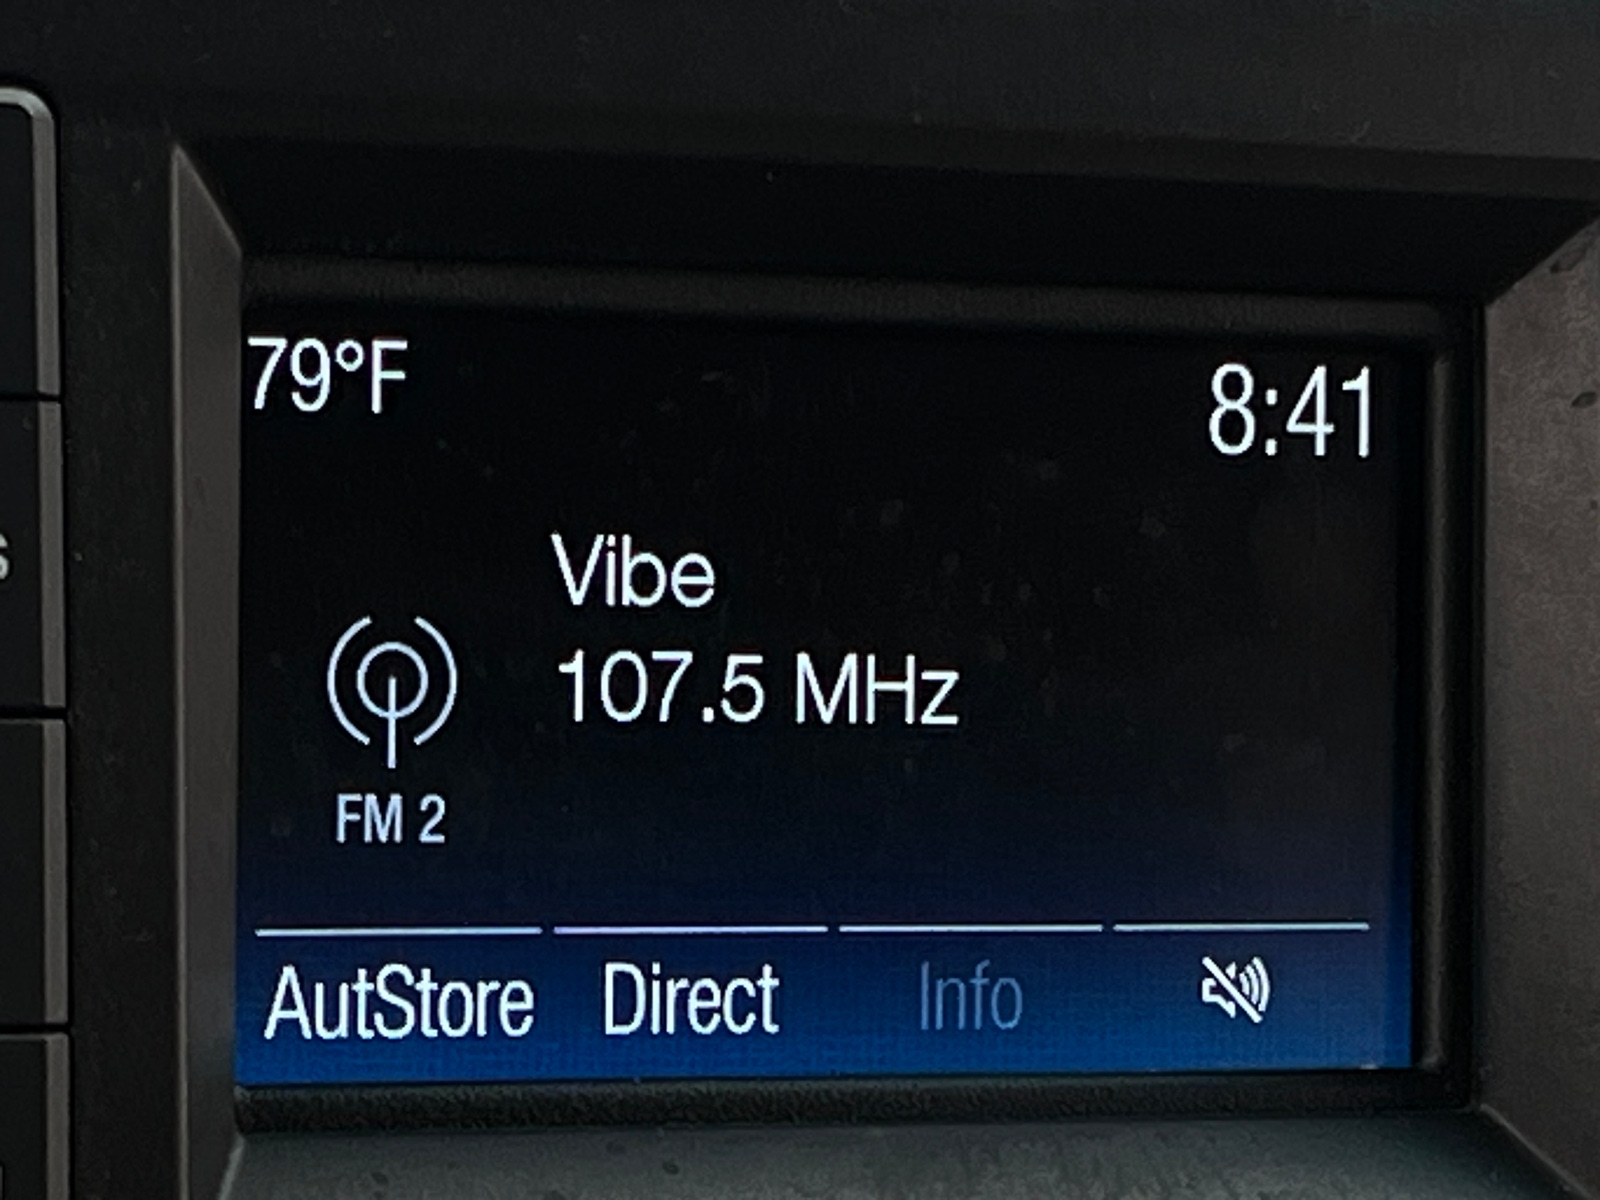 79°F
8:41
Vibe
107.5 MHz
FM 2
AutStore
Direct
Info
s